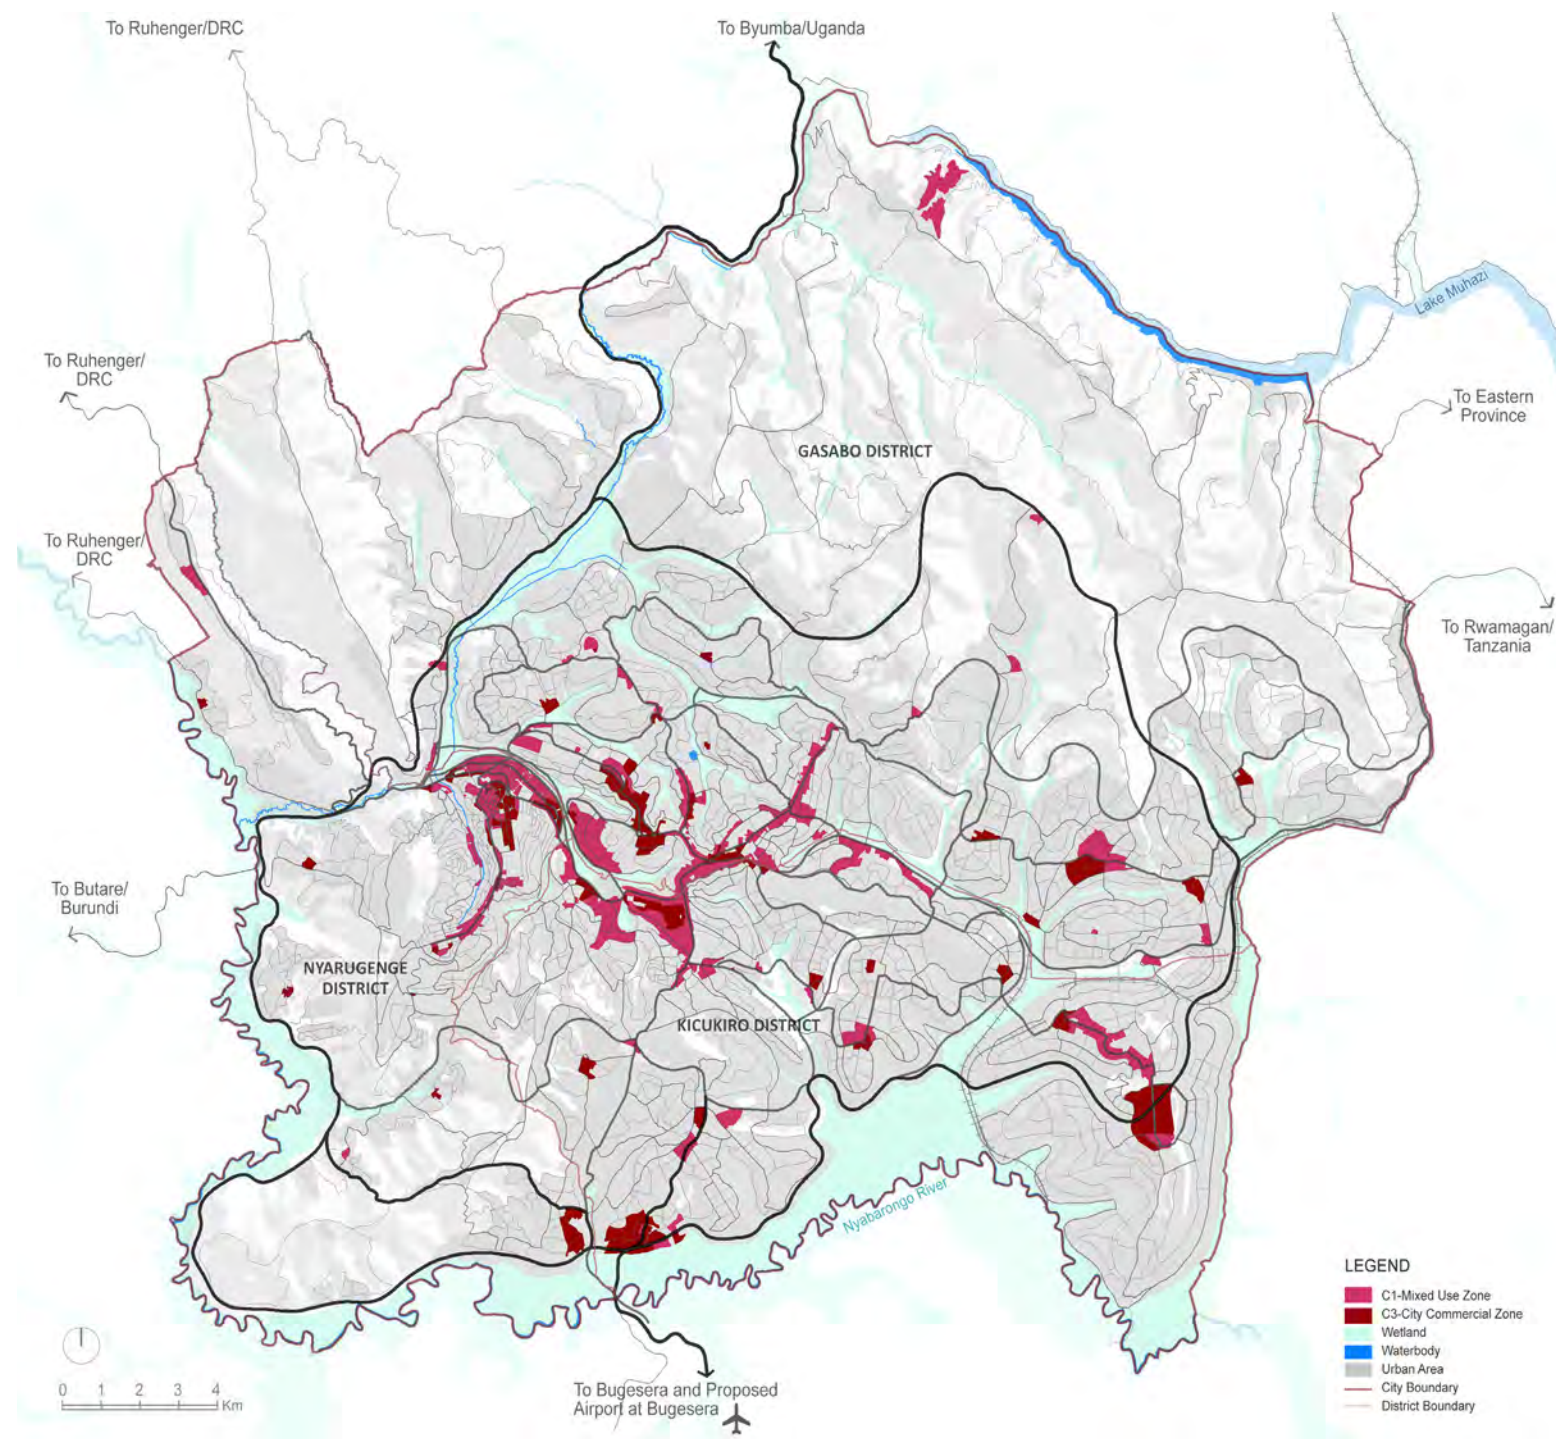 To Ruhenger/DRC
To Byumba/Uganda
Lake Muhazi
To Ruhenger/
DRC
To Eastern
Province
GASABO DISTRICT
To Ruhenger/
DRC
To Rwamagan/
Tanzania
To Butare/
Burundi
NYARUGENGE
DISTRICT
KICUKIRO DISTRICT
Nyabarongo River
LEGEND
C1-Mixed Use Zone
C3-City Commercial Zone
Wetland
Waterbody
Urban Area
City Boundary
District Boundary
0 1 2 3 4
Km
To Bugesera and Proposed
Airport at Bugesera